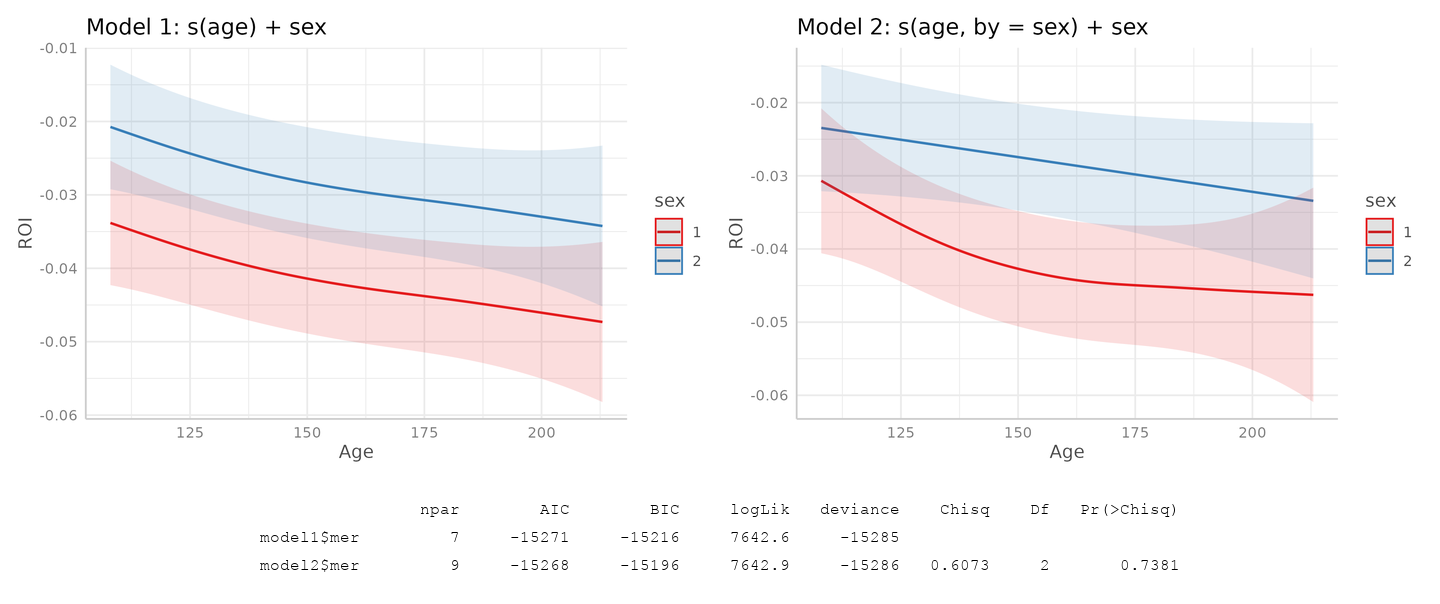 Model 1: s(age) + sex
-0.01
-0.02
-0.03
-0.04
-0.05
-0.06
ROI
125 150 175 200
Age
sex
1
2
Model 2: s(age, by = sex) + sex
-0.02
-0.03
-0.04
-0.05
-0.06
ROI
125 150 175 200
Age
sex
1
2
npar AIC BIC logLik deviance Chisq Df Pr(>Chisq)
model1$mer 7 -15271 -15216 7642.6 -15285
model2$mer 9 -15268 -15196 7642.9 -15286 0.6073 2 0.7381